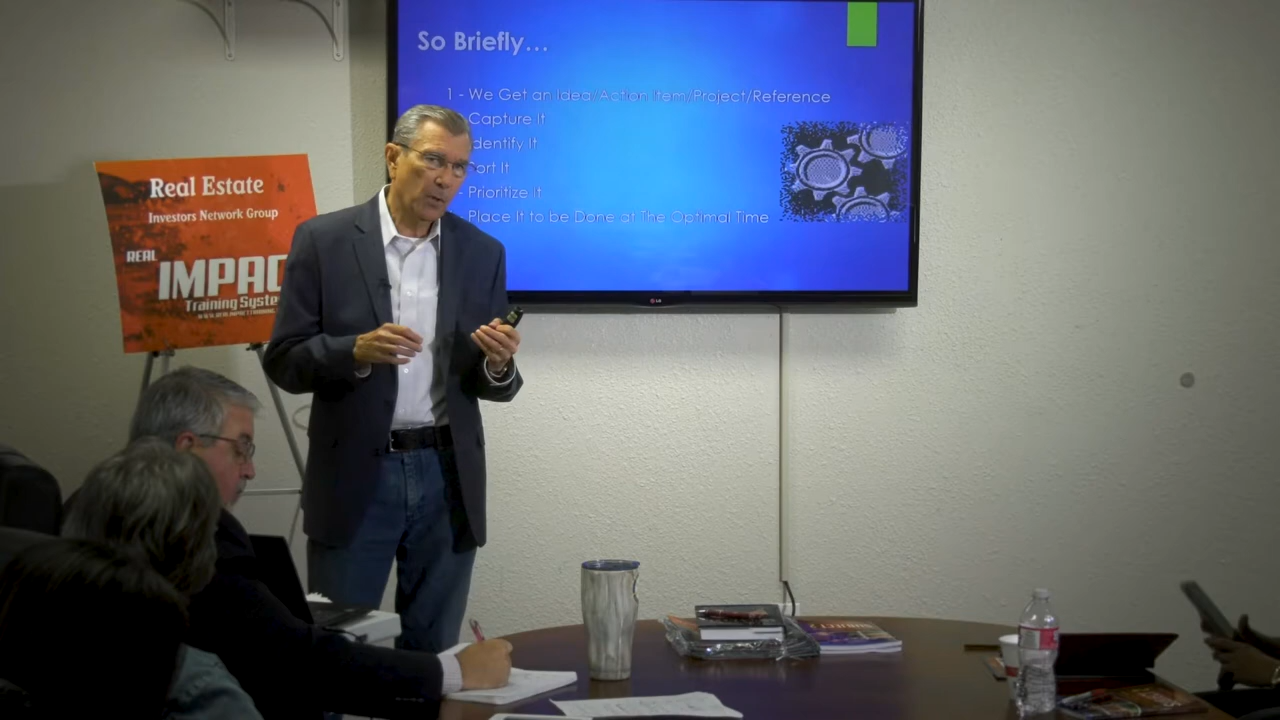 So Briefly...
1 - We Get an Idea/Action Item/Project/Reference
- Capture It
dentify It
ort It
- Prioritize It
- Place It to be Done at The Optimal Time
Real Estate
Investors Network Group
REAL
IMPAC
Training Syste
LG